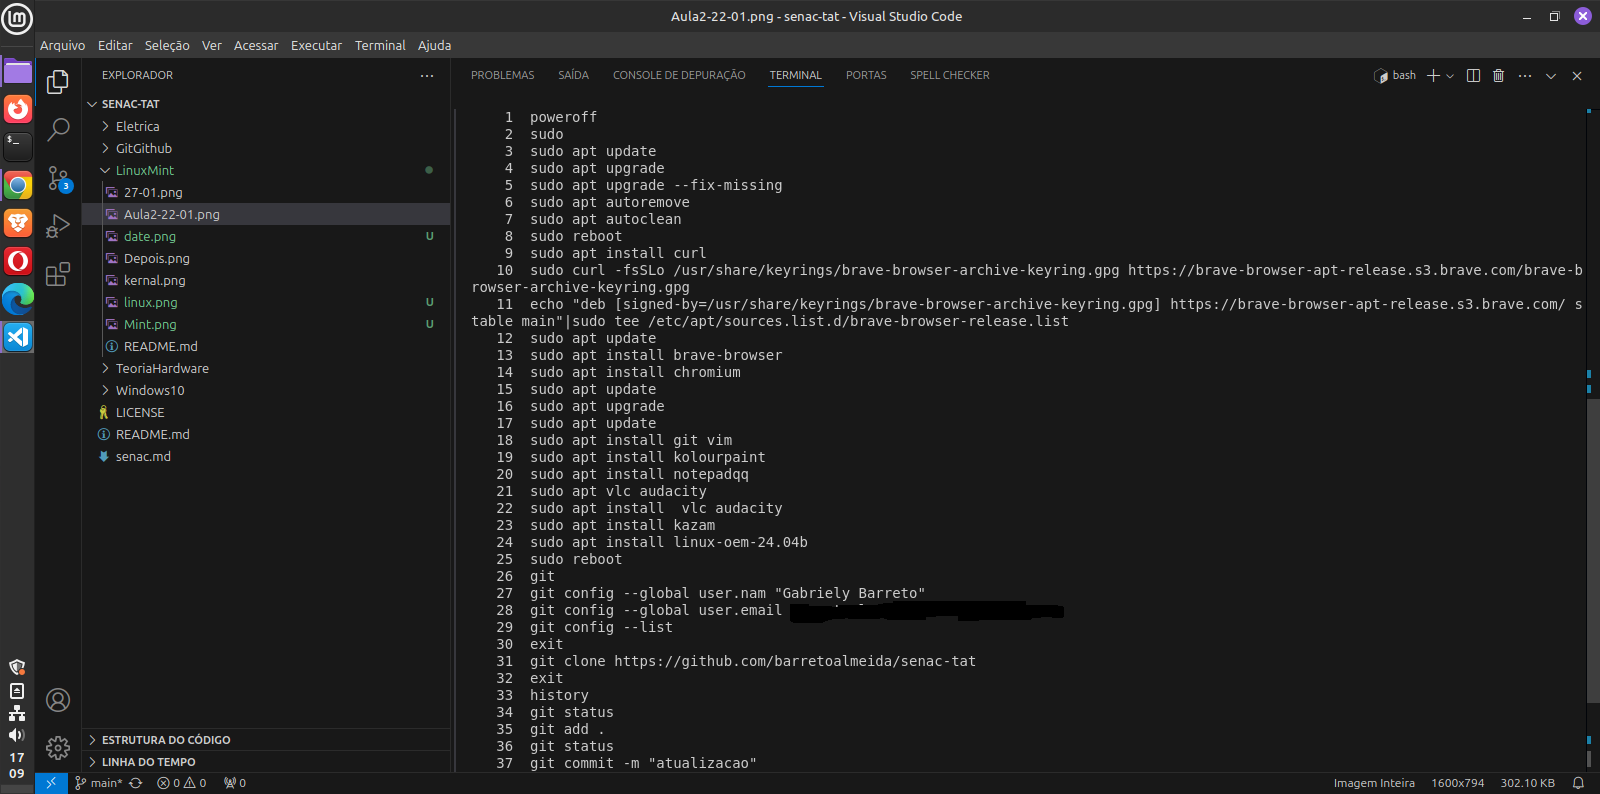 Aula2-22-01.png - senac-tat - Visual Studio Code
Arquivo Editar Seleção Ver Acessar Executar Terminal Ajuda
EXPLORADOR
SENAC-TAT
Eletrica
GitGithub
LinuxMint
27-01.png
Aula2-22-01.png
date.png U
Depois.png
kernal.png
linux.png U
Mint.png U
README.md
TeoriaHardware
Windows10
LICENSE
README.md
senac.md
ESTRUTURA DO CÓDIGO
LINHA DO TEMPO
3
17
09
PROBLEMAS SAÍDA CONSOLE DE DEPURAÇÃO TERMINAL PORTAS SPELL CHECKER
bash
1 poweroff
2 sudo
3 sudo apt update
4 sudo apt upgrade
5 sudo apt upgrade --fix-missing
6 sudo apt autoremove
7 sudo apt autoclean
8 sudo reboot
9 sudo apt install curl
10 sudo curl -fsSLo /usr/share/keyrings/brave-browser-archive-keyring.gpg https://brave-browser-apt-release.s3.brave.com/brave-b
rowser-archive-keyring.gpg
11 echo "deb [signed-by=/usr/share/keyrings/brave-browser-archive-keyring.gpg] https://brave-browser-apt-release.s3.brave.com/ s
table main"|sudo tee /etc/apt/sources.list.d/brave-browser-release.list
12 sudo apt update
13 sudo apt install brave-browser
14 sudo apt install chromium
15 sudo apt update
16 sudo apt upgrade
17 sudo apt update
18 sudo apt install git vim
19 sudo apt install kolourpaint
20 sudo apt install notepadqq
21 sudo apt vlc audacity
22 sudo apt install  vlc audacity
23 sudo apt install kazam
24 sudo apt install linux-oem-24.04b
25 sudo reboot
26 git
27 git config --global user.nam "Gabriely Barreto"
28 git config --global user.email
29 git config --list
30 exit
31 git clone https://github.com/barretoalmeida/senac-tat
32 exit
33 history
34 git status
35 git add .
36 git status
37 git commit -m "atualizacao"
main* 0 0 0 Imagem Inteira 1600x794 302.10 KB